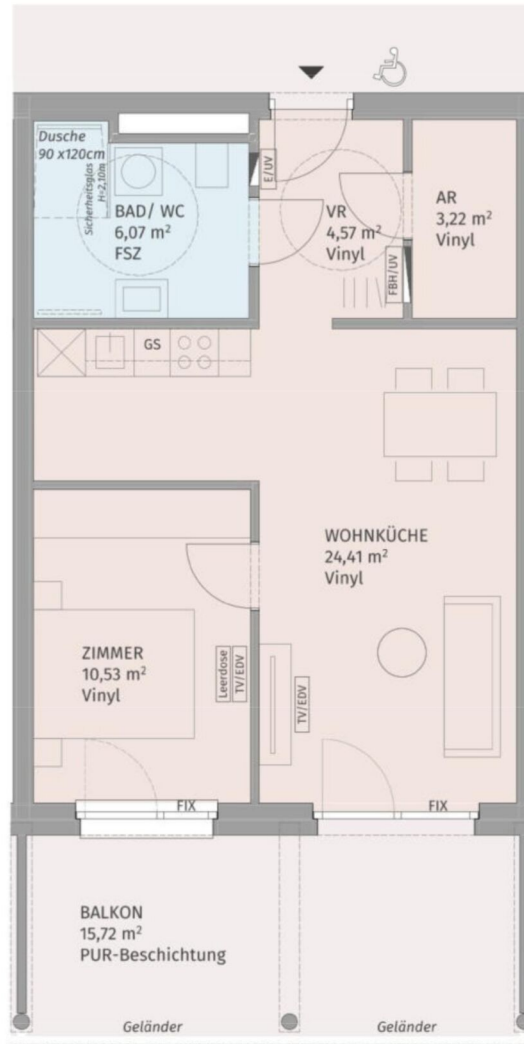 Dusche
90 x120cm
Sicherheitsglas
H=2,10m
BAD/ WC
6,07 m²
FSZ
E/UV
VR
4,57 m²
Vinyl
FBH/UV
AR
3,22 m²
Vinyl
GS
WOHNKÜCHE
24,41 m²
Vinyl
ZIMMER
10,53 m²
Vinyl
Leerdose
TV/EDV
TV/EDV
FIX
FIX
BALKON
15,72 m²
PUR-Beschichtung
Geländer
Geländer